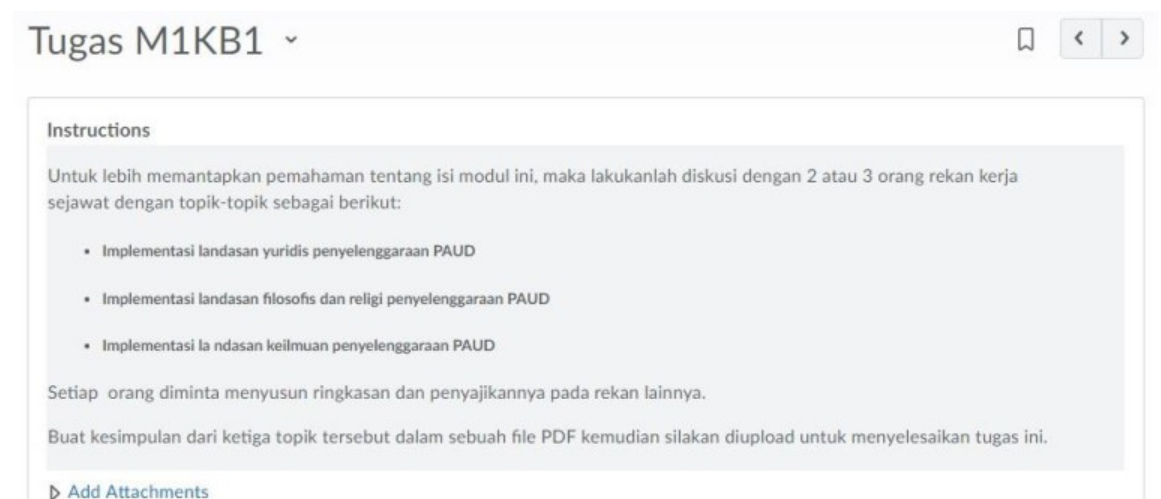 Tugas M1KB1
Instructions
Untuk lebih memantapkan pemahaman tentang isi modul ini, maka lakukanlah diskusi dengan 2 atau 3 orang rekan kerja
sejawat dengan topik-topik sebagai berikut:
• Implementasi landasan yuridis penyelenggaraan PAUD
• Implementasi landasan filosofis dan religi penyelenggaraan PAUD
• Implementasi la ndasan keilmuan penyelenggaraan PAUD
Setiap orang diminta menyusun ringkasan dan penyajikannya pada rekan lainnya.
Buat kesimpulan dari ketiga topik tersebut dalam sebuah file PDF kemudian silakan diupload untuk menyelesaikan tugas ini.
Add Attachments